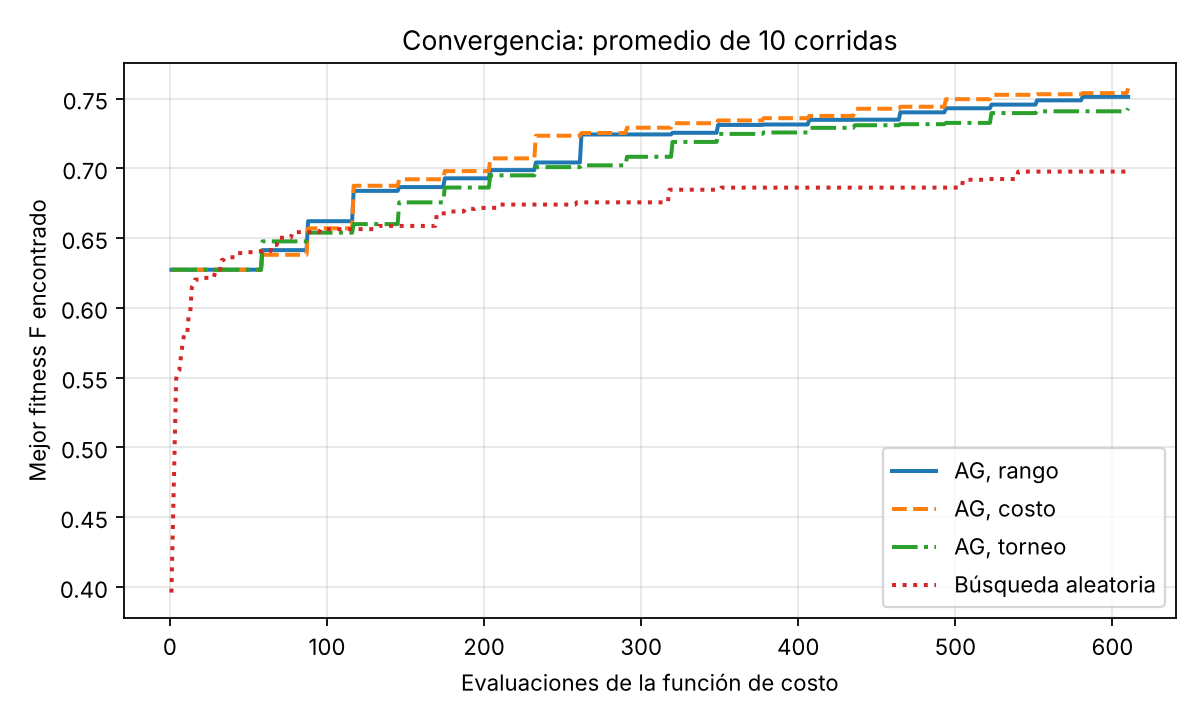 Convergencia: promedio de 10 corridas
Mejor fitness F encontrado
0.75
0.70
0.65
0.60
0.55
0.50
0.45
0.40
AG, rango
AG, costo
AG, torneo
Búsqueda aleatoria
0 100 200 300 400 500 600
Evaluaciones de la función de costo